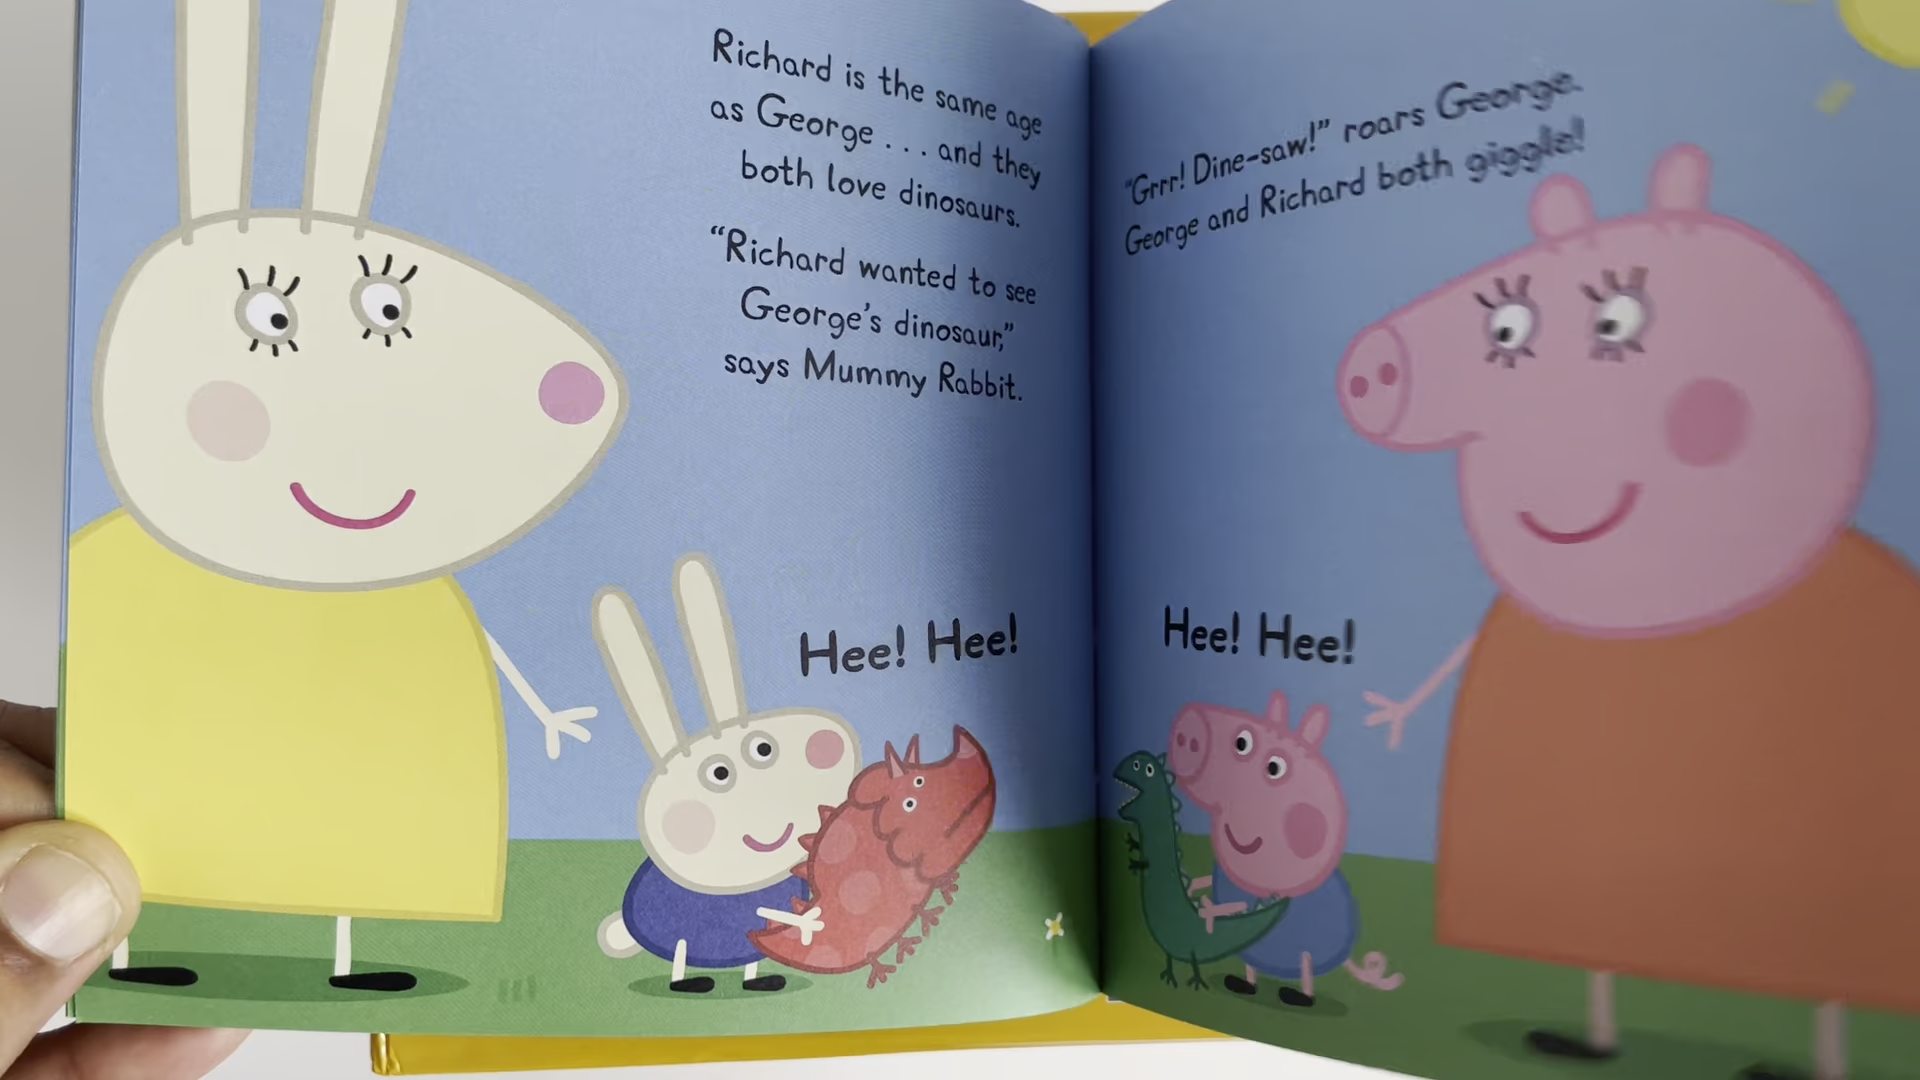 Richard is the same age
as George . . . and they
both love dinosaurs.
“Richard wanted to see
George’s dinosaur,”
says Mummy Rabbit.
Hee! Hee!
“Grrr! Dine-saw!” roars George.
George and Richard both giggle!
Hee! Hee!